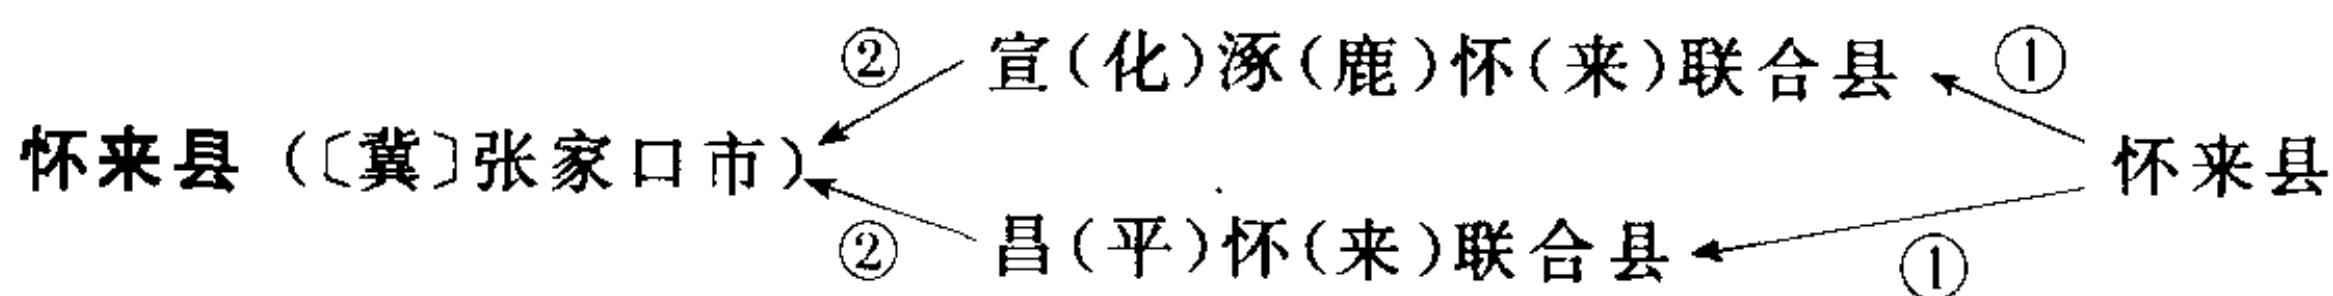 ② 宣(化)涿(鹿)怀(来)联合县 ①
怀来县(〔冀〕张家口市) 怀来县
② 昌(平)怀(来)联合县 ①